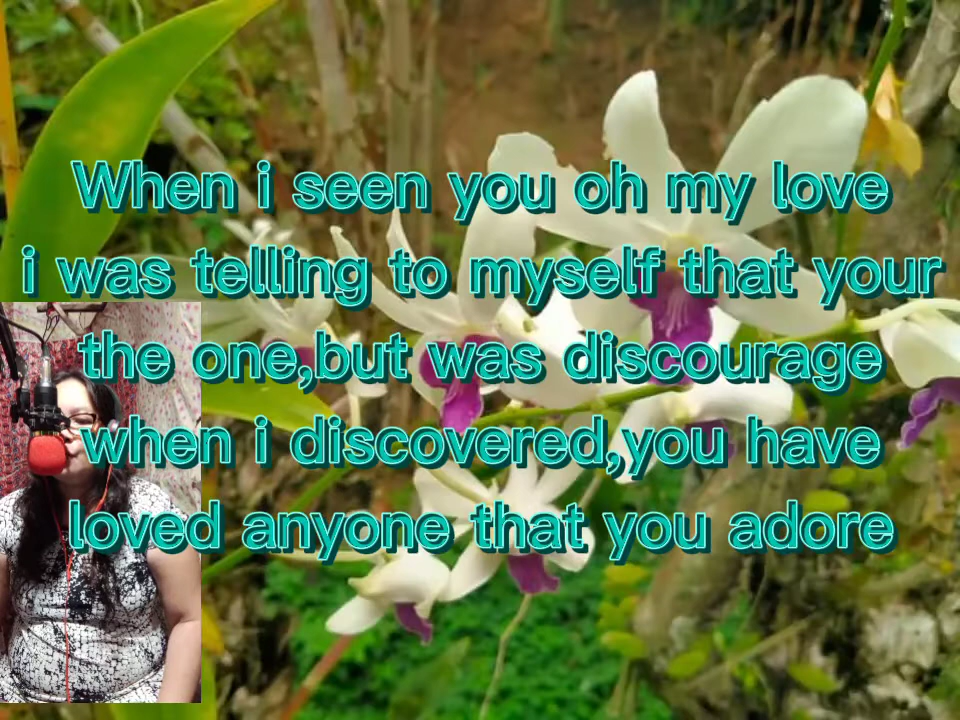 When i seen you oh my love
i was telling to myself that your
the one,but was discourage
when i discovered,you have
loved anyone that you adore